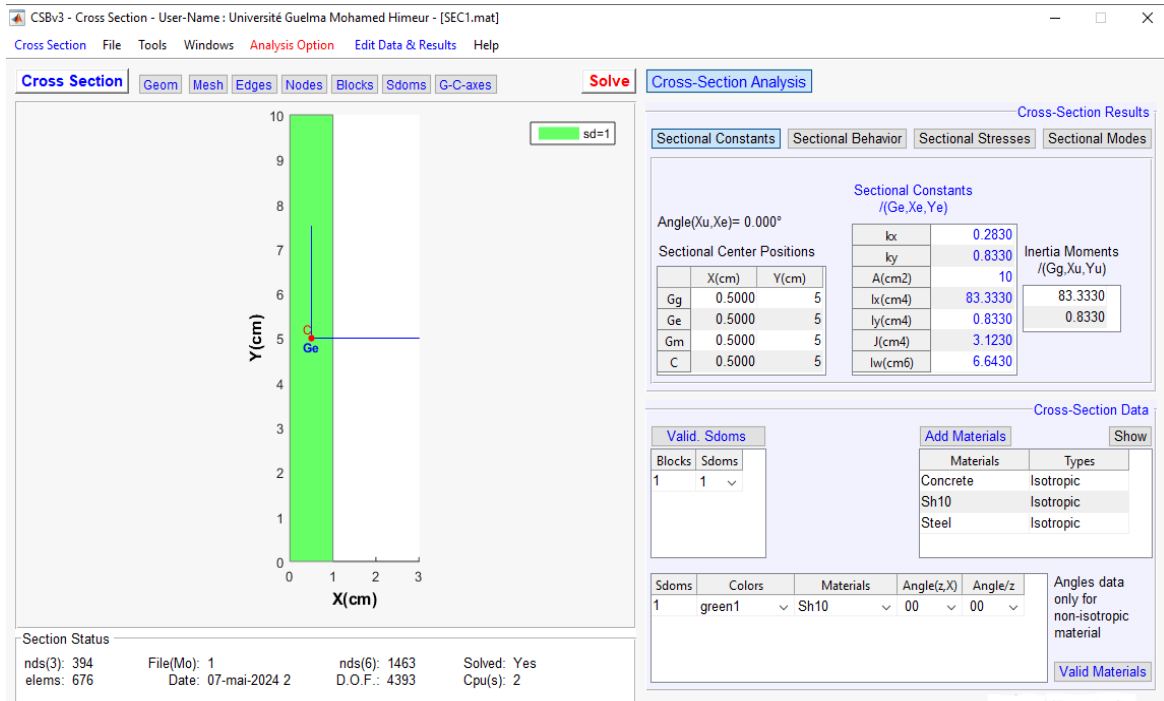 CSBv3 - Cross Section - User-Name : Université Guelma Mohamed Himeur - [SEC1.mat]
Cross Section File Tools Windows Analysis Option Edit Data & Results Help
Cross Section Geom Mesh Edges Nodes Blocks Sdoms G-C-axes Solve
sd=1
10
9
8
7
6
5
4
3
2
1
0
Y(cm)
C
Ge
0 1 2 3
X(cm)
Section Status
nds(3): 394 File(Mo): 1 nds(6): 1463 Solved: Yes
elems: 676 Date: 07-mai-2024 2 D.O.F.: 4393 Cpu(s): 2
Cross-Section Analysis
Cross-Section Results
Sectional Constants Sectional Behavior Sectional Stresses Sectional Modes
Angle(Xu,Xe)= 0.000°
Sectional Center Positions
X(cm) Y(cm)
Gg 0.5000 5
Ge 0.5000 5
Gm 0.5000 5
C 0.5000 5
Sectional Constants
/(Ge,Xe,Ye)
kx 0.2830
ky 0.8330
A(cm2) 10
Ix(cm4) 83.3330
Iy(cm4) 0.8330
J(cm4) 3.1230
Iw(cm6) 6.6430
Inertia Moments
/(Gg,Xu,Yu)
83.3330
0.8330
Cross-Section Data
Valid. Sdoms
Blocks Sdoms
1 1
Add Materials Show
Materials Types
Concrete Isotropic
Sh10 Isotropic
Steel Isotropic
Sdoms Colors Materials Angle(z,X) Angle/z
1 green1 Sh10 00 00
Angles data
only for
non-isotropic
material
Valid Materials